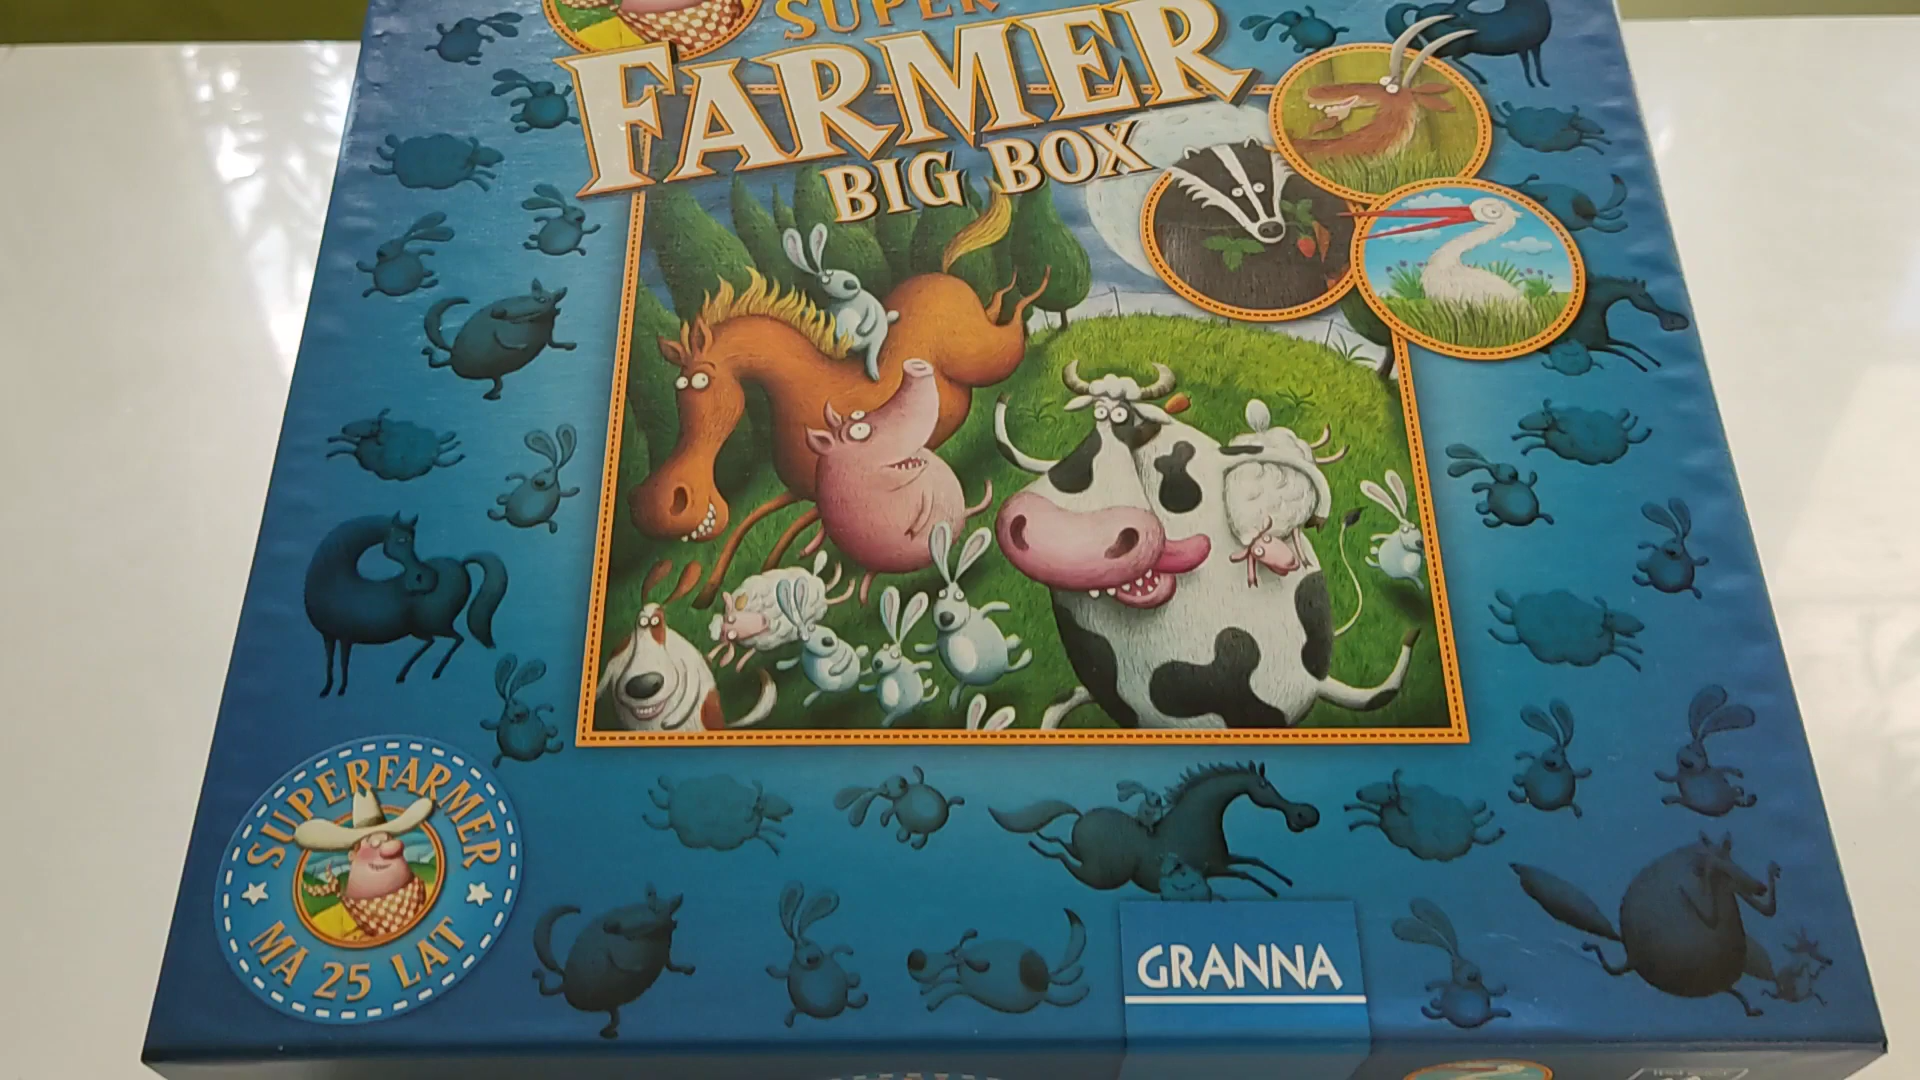 SUPER
FARMER
BIG BOX
SUPERFARMER
MA 25 LAT
GRANNA